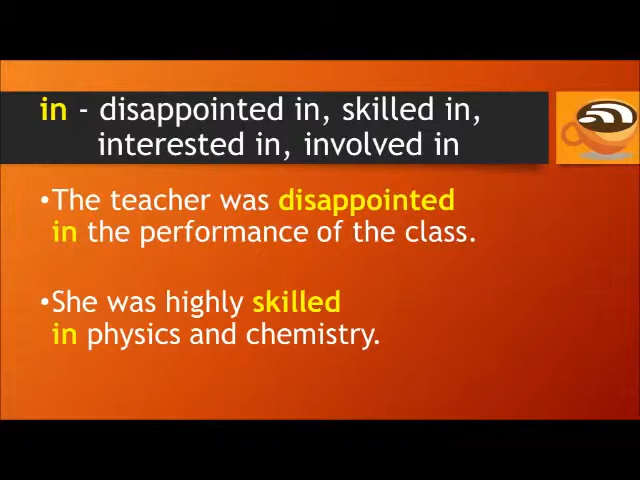 in - disappointed in, skilled in,
interested in, involved in
•The teacher was disappointed
in the performance of the class.
•She was highly skilled
in physics and chemistry.